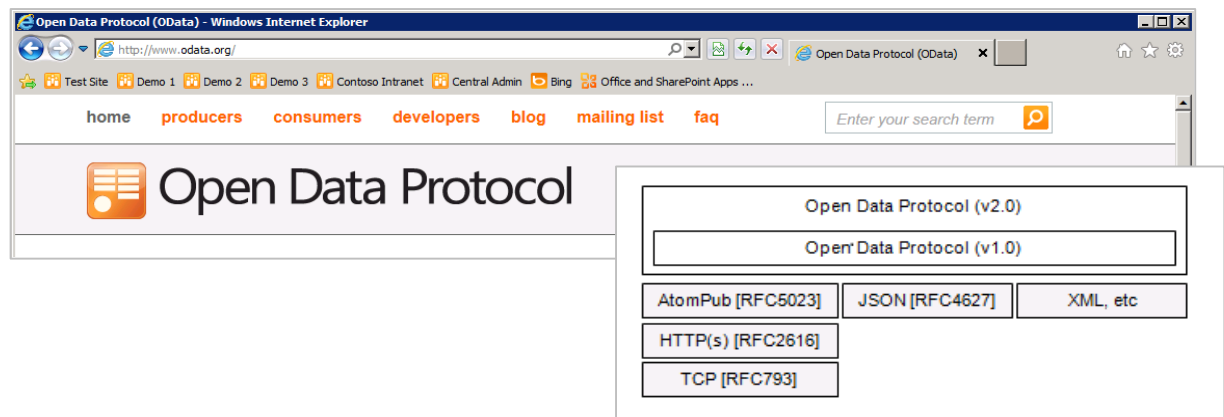 Open Data Protocol (OData) - Windows Internet Explorer
http://www.odata.org/
Open Data Protocol (OData)
Test Site Demo 1 Demo 2 Demo 3 Contoso Intranet Central Admin Bing Office and SharePoint Apps ...
home producers consumers developers blog mailing list faq Enter your search term
Open Data Protocol
Open Data Protocol (v2.0)
Open Data Protocol (v1.0)
AtomPub [RFC5023] JSON [RFC4627] XML, etc
HTTP(s) [RFC2616]
TCP [RFC793]